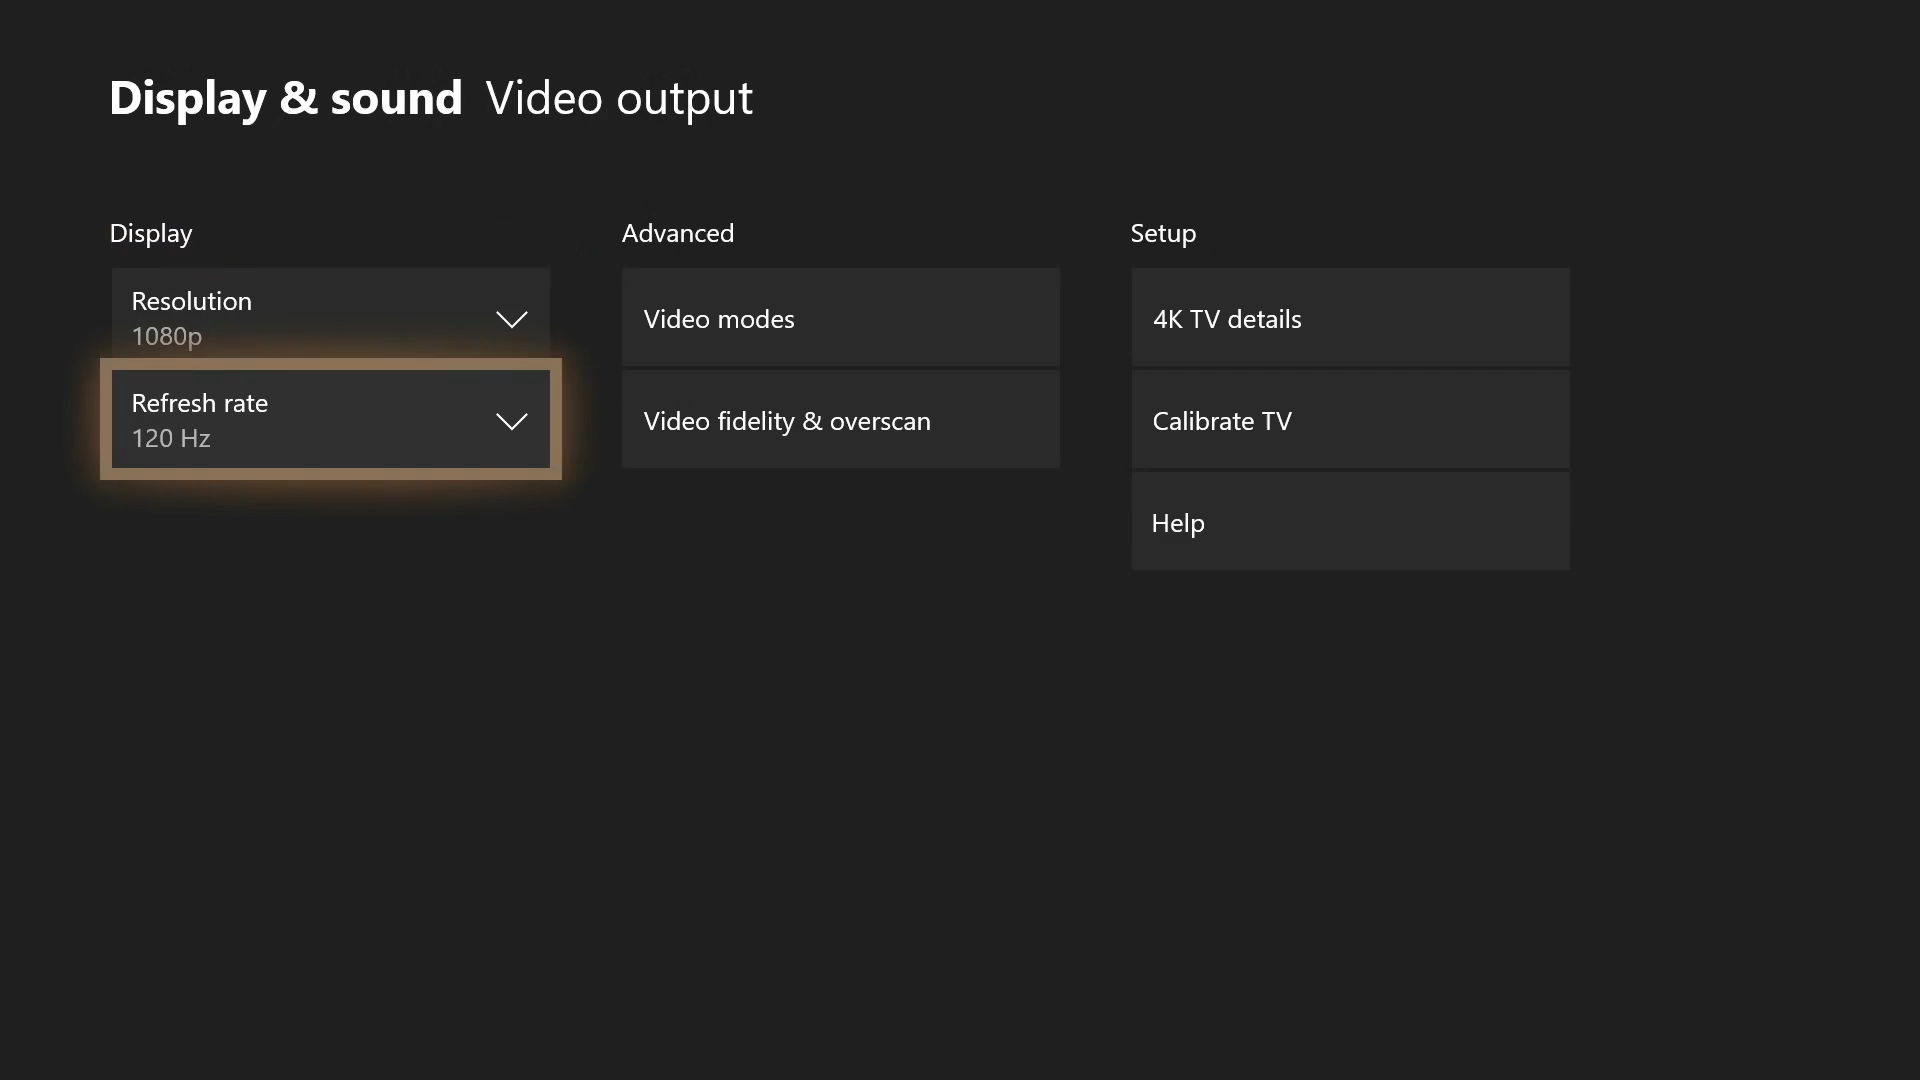 Display & sound Video output
Display
Resolution
1080p
Refresh rate
120 Hz
Advanced
Video modes
Video fidelity & overscan
Setup
4K TV details
Calibrate TV
Help